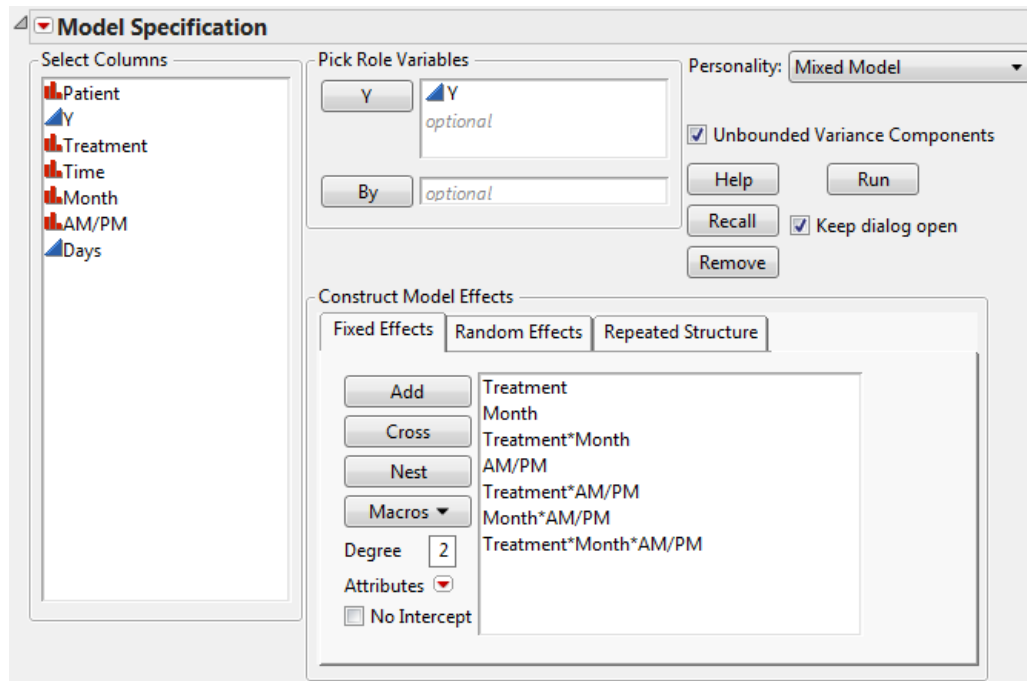 Model Specification
Select Columns
Patient
Y
Treatment
Time
Month
AM/PM
Days
Pick Role Variables
Y
Y
optional
By
optional
Personality: Mixed Model
Unbounded Variance Components
Help
Run
Recall
Keep dialog open
Remove
Construct Model Effects
Fixed Effects
Random Effects
Repeated Structure
Add
Cross
Nest
Macros
Degree 2
Attributes
No Intercept
Treatment
Month
Treatment*Month
AM/PM
Treatment*AM/PM
Month*AM/PM
Treatment*Month*AM/PM